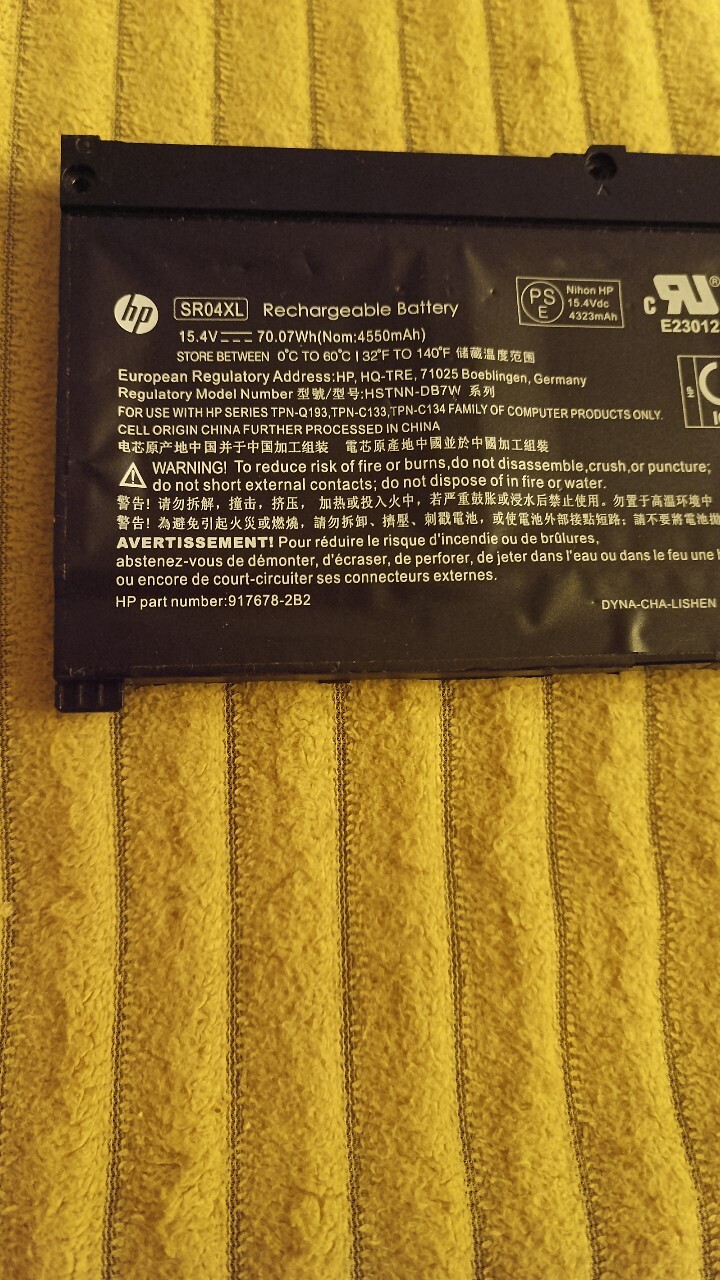 hp SR04XL Rechargeable Battery
15.4V 70.07Wh(Nom:4550mAh)
STORE BETWEEN 0°C TO 60°C | 32°F TO 140°F 儲藏溫度范圍
PS
E
Nihon HP
15.4Vdc
4323mAh
c RU ®
E23012
European Regulatory Address:HP, HQ-TRE, 71025 Boeblingen, Germany
Regulatory Model Number 型號/型号:HSTNN-DB7W 系列
FOR USE WITH HP SERIES TPN-Q193,TPN-C133,TPN-C134 FAMILY OF COMPUTER PRODUCTS ONLY.
CELL ORIGIN CHINA FURTHER PROCESSED IN CHINA
电芯原产地中国并于中国加工组装 電芯原產地中國並於中國加工組裝
WARNING! To reduce risk of fire or burns,do not disassemble,crush,or puncture;
do not short external contacts; do not dispose of in fire or water.
警告! 请勿拆解，撞击，挤压， 加热或投入火中，若严重鼓胀或浸水后禁止使用。勿置于高温环境中
警告! 為避免引起火災或燃燒，請勿拆卸、擠壓、刺戳電池，或使電池外部接點短路；請不要將電池
AVERTISSEMENT! Pour réduire le risque d'incendie ou de brûlures,
abstenez-vous de démonter, d'écraser, de perforer, de jeter dans l'eau ou dans le feu une
ou encore de court-circuiter ses connecteurs externes.
HP part number:917678-2B2
DYNA-CHA-LISHEN